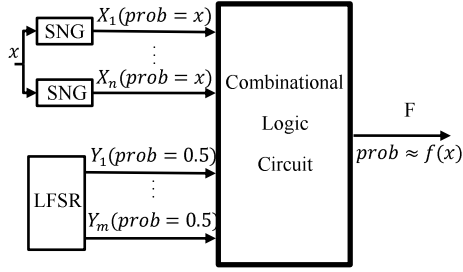 x
SNG
X₁(prob = x)
⋮
SNG
Xₙ(prob = x)
LFSR
Y₁(prob = 0.5)
⋮
Yₘ(prob = 0.5)
Combinational
Logic
Circuit
F
prob ≈ f(x)